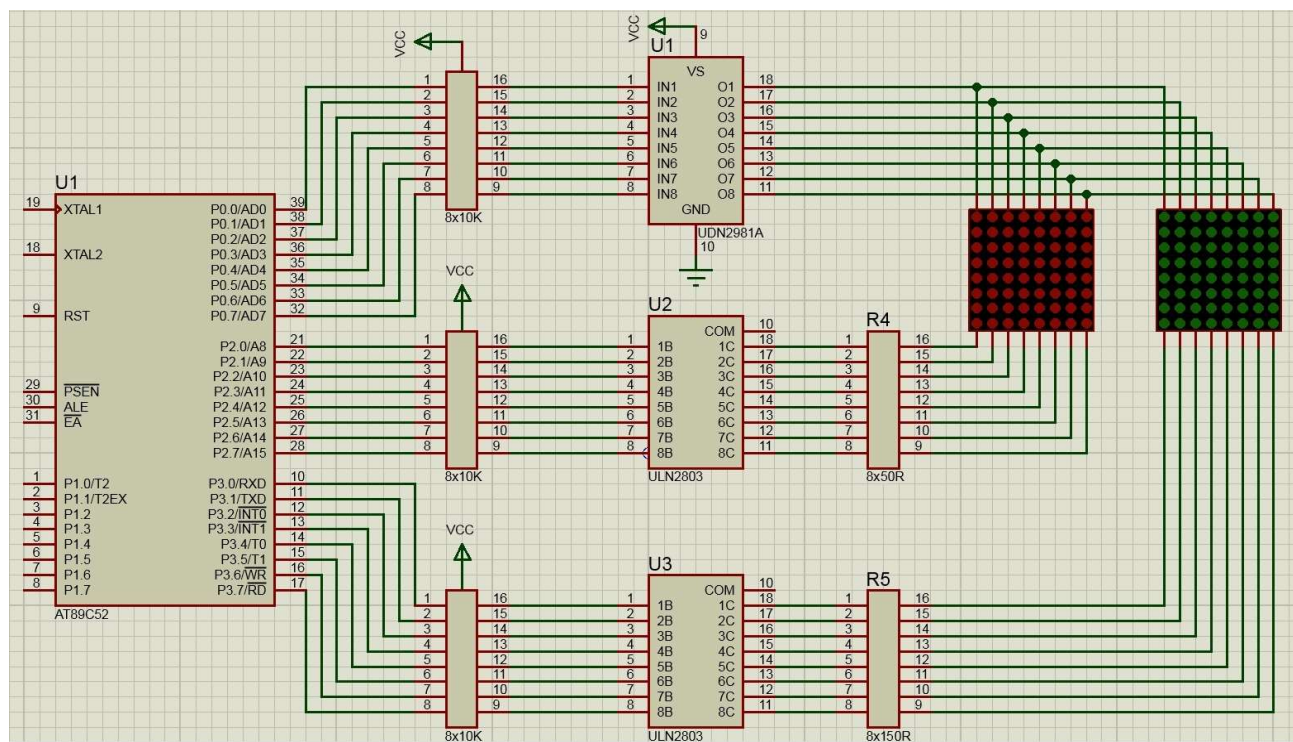 VCC
VCC
9
U1
VS
1 16 1 IN1 O1 18
2 15 2 IN2 O2 17
3 14 3 IN3 O3 16
4 13 4 IN4 O4 15
5 12 5 IN5 O5 14
6 11 6 IN6 O6 13
7 10 7 IN7 O7 12
8 9 8 IN8 O8 11
GND
8x10K
UDN2981A
10
U1
19 XTAL1 P0.0/AD0 39
P0.1/AD1 38
P0.2/AD2 37
18 XTAL2 P0.3/AD3 36
P0.4/AD4 35
P0.5/AD5 34
P0.6/AD6 33
9 RST P0.7/AD7 32
P2.0/A8 21
P2.1/A9 22
P2.2/A10 23
29 PSEN P2.3/A11 24
30 ALE P2.4/A12 25
31 EA P2.5/A13 26
P2.6/A14 27
P2.7/A15 28
1 P1.0/T2 P3.0/RXD 10
2 P1.1/T2EX P3.1/TXD 11
3 P1.2 P3.2/INT0 12
4 P1.3 P3.3/INT1 13
5 P1.4 P3.4/T0 14
6 P1.5 P3.5/T1 15
7 P1.6 P3.6/WR 16
8 P1.7 P3.7/RD 17
AT89C52
VCC
U2
R4
COM 10
1 16 1 1B 1C 18 1 16
2 15 2 2B 2C 17 2 15
3 14 3 3B 3C 16 3 14
4 13 4 4B 4C 15 4 13
5 12 5 5B 5C 14 5 12
6 11 6 6B 6C 13 6 11
7 10 7 7B 7C 12 7 10
8 9 8 8B 8C 11 8 9
8x10K
ULN2803
8x50R
VCC
U3
R5
COM 10
1 16 1 1B 1C 18 1 16
2 15 2 2B 2C 17 2 15
3 14 3 3B 3C 16 3 14
4 13 4 4B 4C 15 4 13
5 12 5 5B 5C 14 5 12
6 11 6 6B 6C 13 6 11
7 10 7 7B 7C 12 7 10
8 9 8 8B 8C 11 8 9
8x10K
ULN2803
8x150R